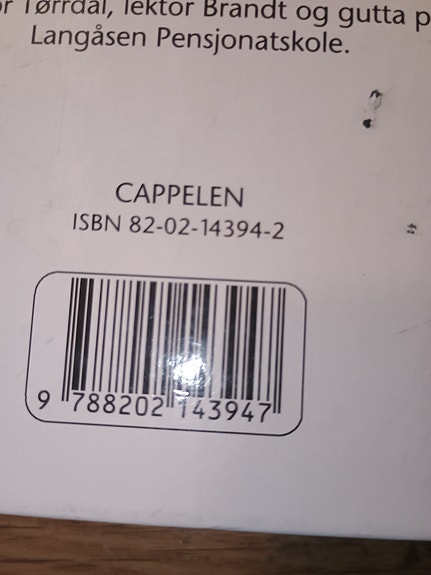 Tørrdal, lektor Brandt og gutta p
Langåsen Pensjonatskole.
CAPPELEN
ISBN 82-02-14394-2
9 788202 143947